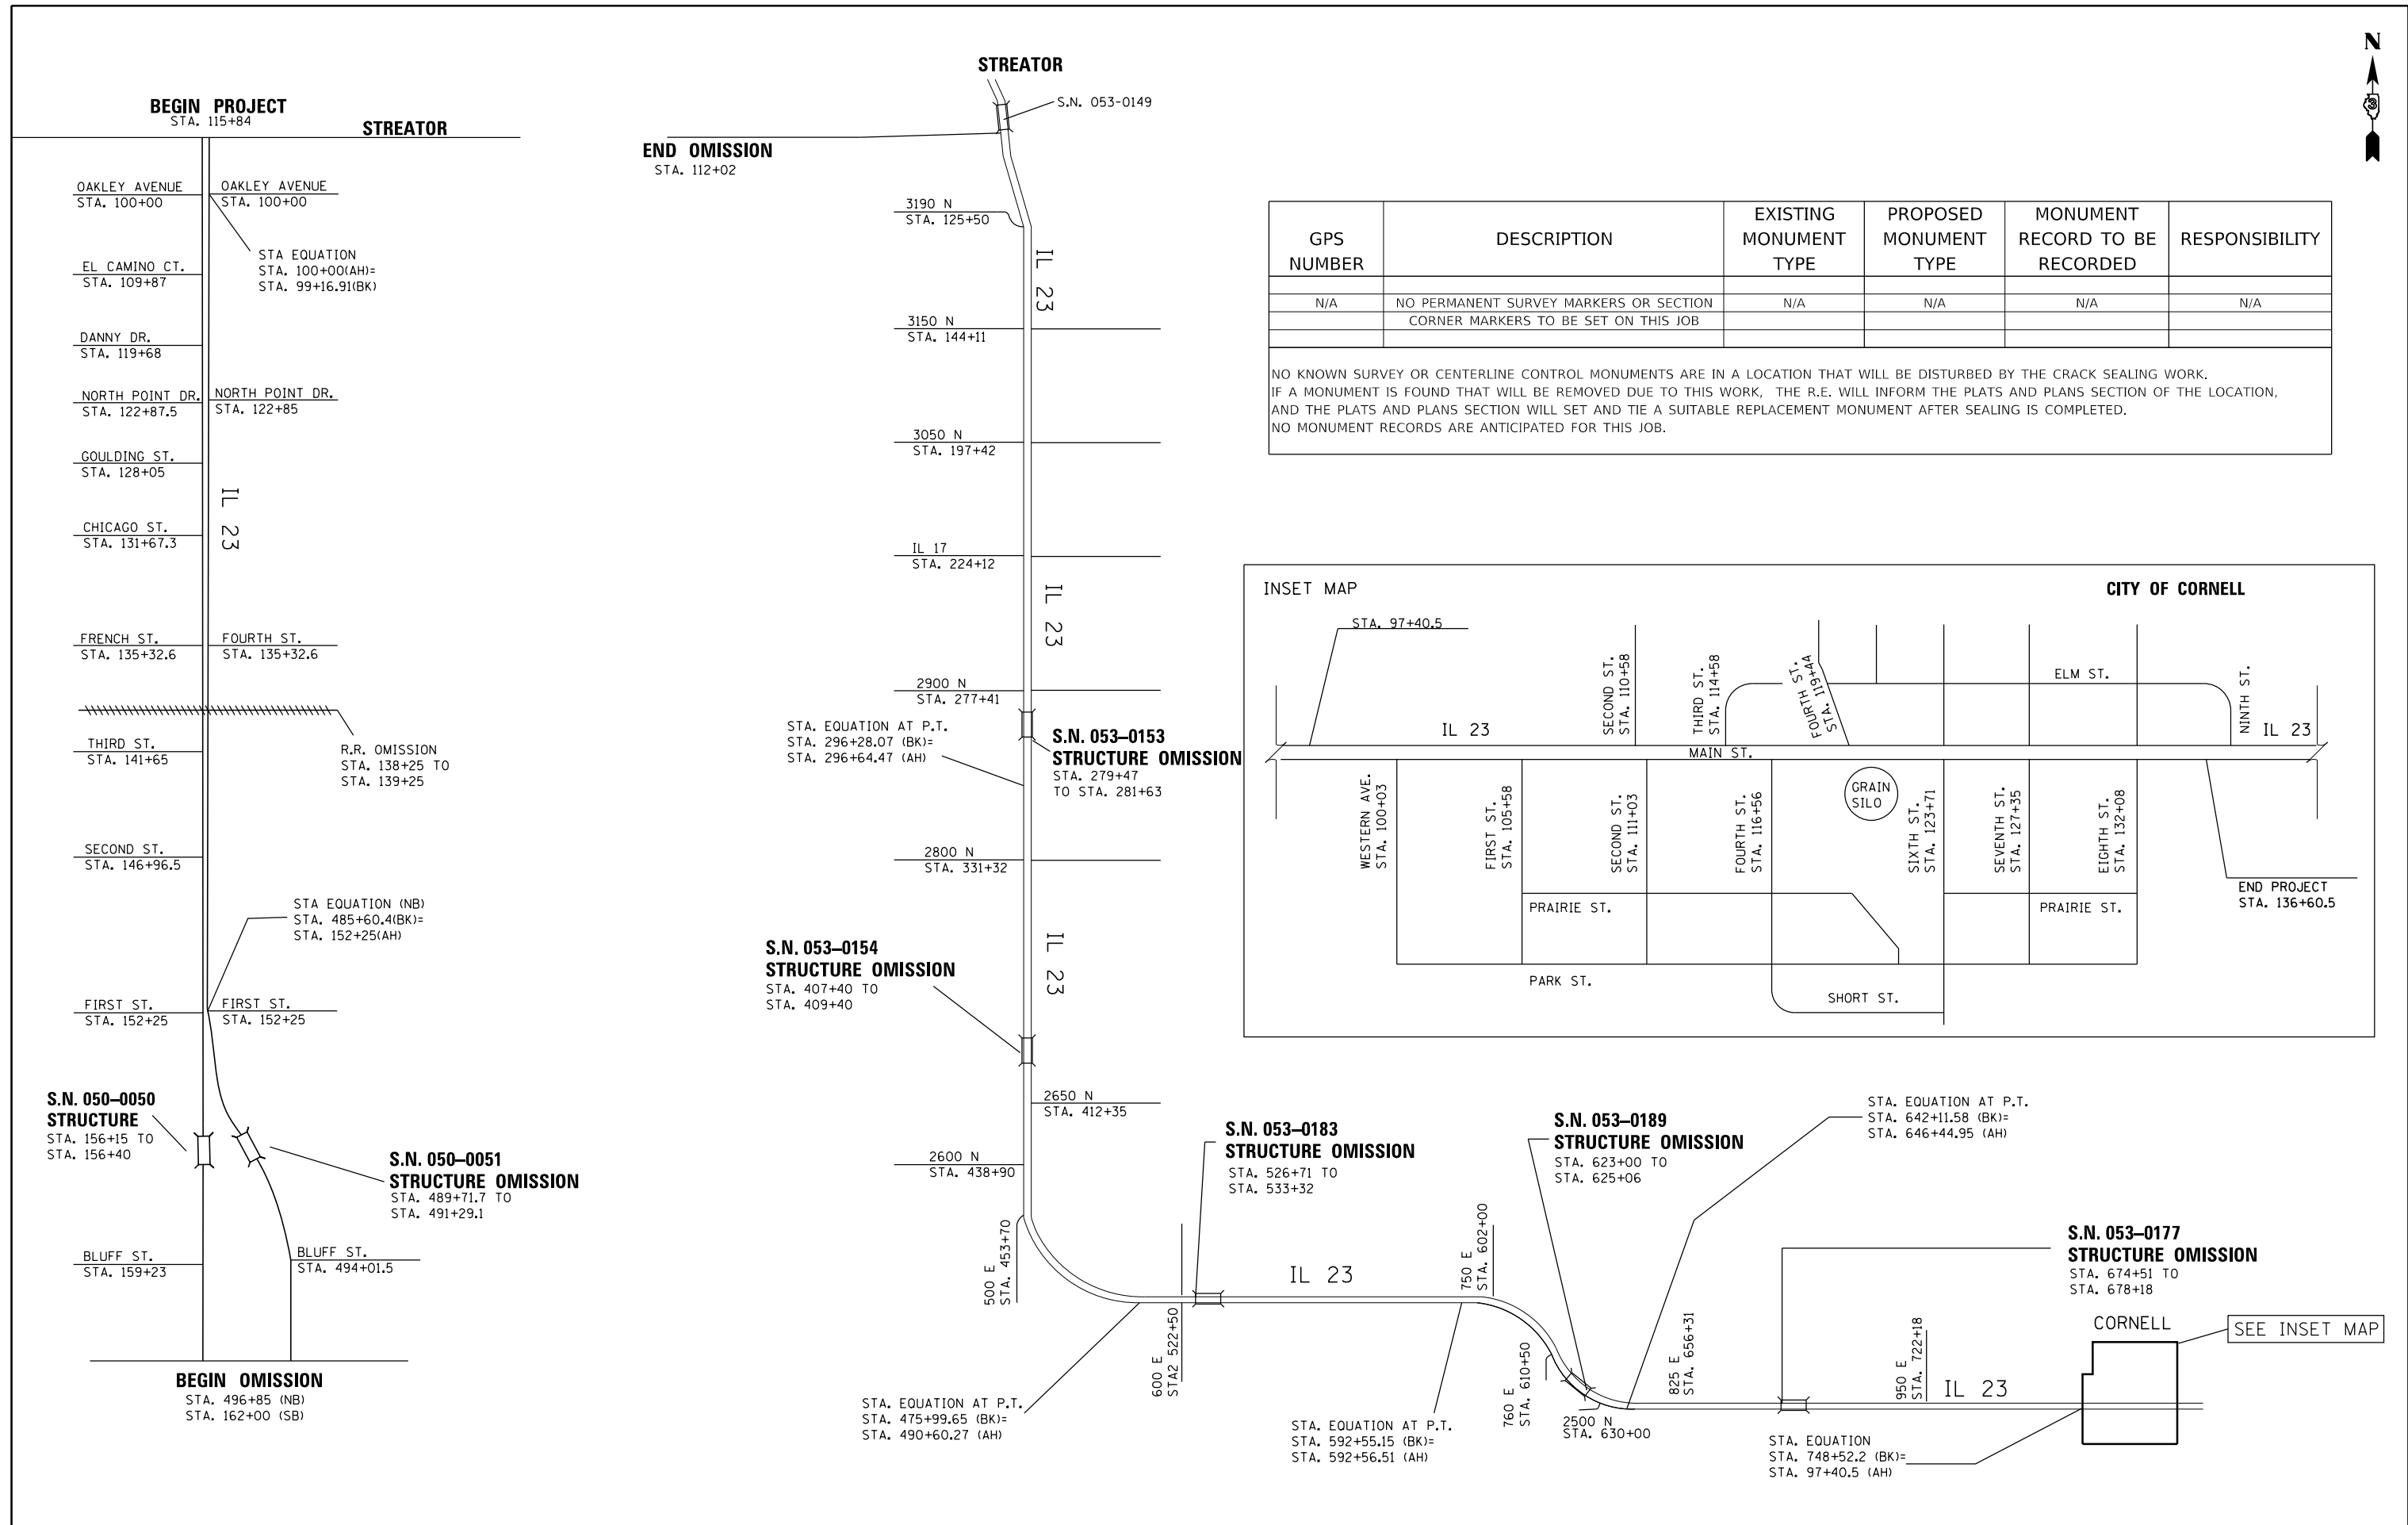 N
3
BEGIN PROJECT
STA. 115+84
STREATOR
OAKLEY AVENUE
STA. 100+00
OAKLEY AVENUE
STA. 100+00
STA EQUATION
STA. 100+00(AH)=
STA. 99+16.91(BK)
EL CAMINO CT.
STA. 109+87
DANNY DR.
STA. 119+68
NORTH POINT DR.
STA. 122+87.5
NORTH POINT DR.
STA. 122+85
GOULDING ST.
STA. 128+05
IL 23
CHICAGO ST.
STA. 131+67.3
FRENCH ST.
STA. 135+32.6
FOURTH ST.
STA. 135+32.6
R.R. OMISSION
STA. 138+25 TO
STA. 139+25
THIRD ST.
STA. 141+65
SECOND ST.
STA. 146+96.5
STA EQUATION (NB)
STA. 485+60.4(BK)=
STA. 152+25(AH)
FIRST ST.
STA. 152+25
FIRST ST.
STA. 152+25
S.N. 050–0050
STRUCTURE
STA. 156+15 TO
STA. 156+40
S.N. 050–0051
STRUCTURE OMISSION
STA. 489+71.7 TO
STA. 491+29.1
BLUFF ST.
STA. 159+23
BLUFF ST.
STA. 494+01.5
BEGIN OMISSION
STA. 496+85 (NB)
STA. 162+00 (SB)
STREATOR
S.N. 053-0149
END OMISSION
STA. 112+02
3190 N
STA. 125+50
IL 23
3150 N
STA. 144+11
3050 N
STA. 197+42
IL 17
STA. 224+12
IL 23
2900 N
STA. 277+41
STA. EQUATION AT P.T.
STA. 296+28.07 (BK)=
STA. 296+64.47 (AH)
S.N. 053–0153
STRUCTURE OMISSION
STA. 279+47
TO STA. 281+63
2800 N
STA. 331+32
IL 23
S.N. 053–0154
STRUCTURE OMISSION
STA. 407+40 TO
STA. 409+40
2650 N
STA. 412+35
2600 N
STA. 438+90
500 E
STA. 453+70
STA. EQUATION AT P.T.
STA. 475+99.65 (BK)=
STA. 490+60.27 (AH)
600 E
STA2 522+50
S.N. 053–0183
STRUCTURE OMISSION
STA. 526+71 TO
STA. 533+32
IL 23
STA. EQUATION AT P.T.
STA. 592+55.15 (BK)=
STA. 592+56.51 (AH)
750 E
STA. 602+00
760 E
STA. 610+50
S.N. 053–0189
STRUCTURE OMISSION
STA. 623+00 TO
STA. 625+06
2500 N
STA. 630+00
STA. EQUATION AT P.T.
STA. 642+11.58 (BK)=
STA. 646+44.95 (AH)
825 E
STA. 656+31
S.N. 053–0177
STRUCTURE OMISSION
STA. 674+51 TO
STA. 678+18
950 E
STA. 722+18
IL 23
STA. EQUATION
STA. 748+52.2 (BK)=
STA. 97+40.5 (AH)
CORNELL
SEE INSET MAP
GPS NUMBER
DESCRIPTION
EXISTING MONUMENT TYPE
PROPOSED MONUMENT TYPE
MONUMENT RECORD TO BE RECORDED
RESPONSIBILITY
N/A NO PERMANENT SURVEY MARKERS OR SECTION N/A N/A N/A N/A
CORNER MARKERS TO BE SET ON THIS JOB
NO KNOWN SURVEY OR CENTERLINE CONTROL MONUMENTS ARE IN A LOCATION THAT WILL BE DISTURBED BY THE CRACK SEALING WORK.
IF A MONUMENT IS FOUND THAT WILL BE REMOVED DUE TO THIS WORK, THE R.E. WILL INFORM THE PLATS AND PLANS SECTION OF THE LOCATION,
AND THE PLATS AND PLANS SECTION WILL SET AND TIE A SUITABLE REPLACEMENT MONUMENT AFTER SEALING IS COMPLETED.
NO MONUMENT RECORDS ARE ANTICIPATED FOR THIS JOB.
INSET MAP
CITY OF CORNELL
STA. 97+40.5
IL 23
SECOND ST.
STA. 110+58
THIRD ST.
STA. 114+58
FOURTH ST.
STA. 119+44
ELM ST.
NINTH ST.
IL 23
MAIN ST.
WESTERN AVE.
STA. 100+03
FIRST ST.
STA. 105+58
SECOND ST.
STA. 111+03
FOURTH ST.
STA. 116+56
GRAIN
SILO
SIXTH ST.
STA. 123+71
SEVENTH ST.
STA. 127+35
EIGHTH ST.
STA. 132+08
END PROJECT
STA. 136+60.5
PRAIRIE ST.
PRAIRIE ST.
PARK ST.
SHORT ST.